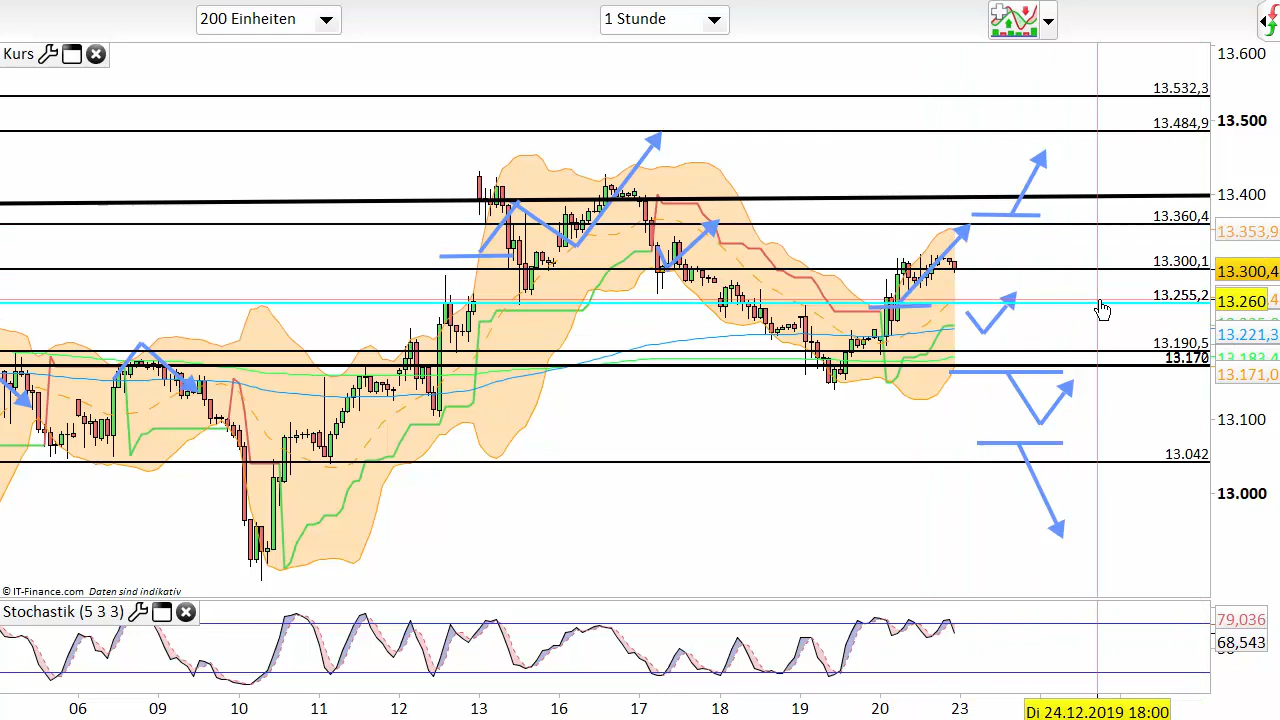 200 Einheiten
1 Stunde
Kurs
13.600
13.532,3
13.500
13.484,9
13.400
13.360,4
13.353,9
13.300,1
13.300,4
13.255,2
13.260
13.221,3
13.190,5
13.170
13.171,0
13.100
13.042
13.000
© IT-Finance.com Daten sind indikativ
Stochastik (5 3 3)
79,036
68,543
06 09 10 11 12 13 16 17 18 19 20 23
Di 24.12.2019 18:00